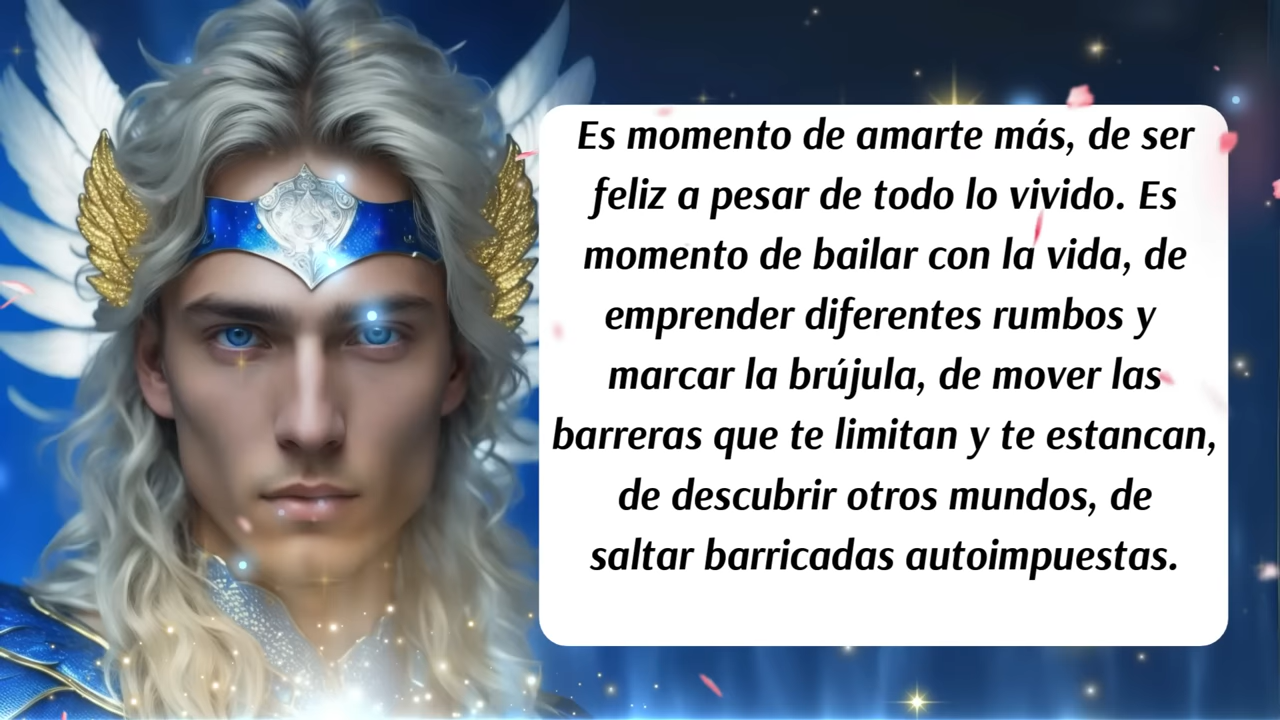 Es momento de amarte más, de ser
feliz a pesar de todo lo vivido. Es
momento de bailar con la vida, de
emprender diferentes rumbos y
marcar la brújula, de mover las
barreras que te limitan y te estancan,
de descubrir otros mundos, de
saltar barricadas autoimpuestas.